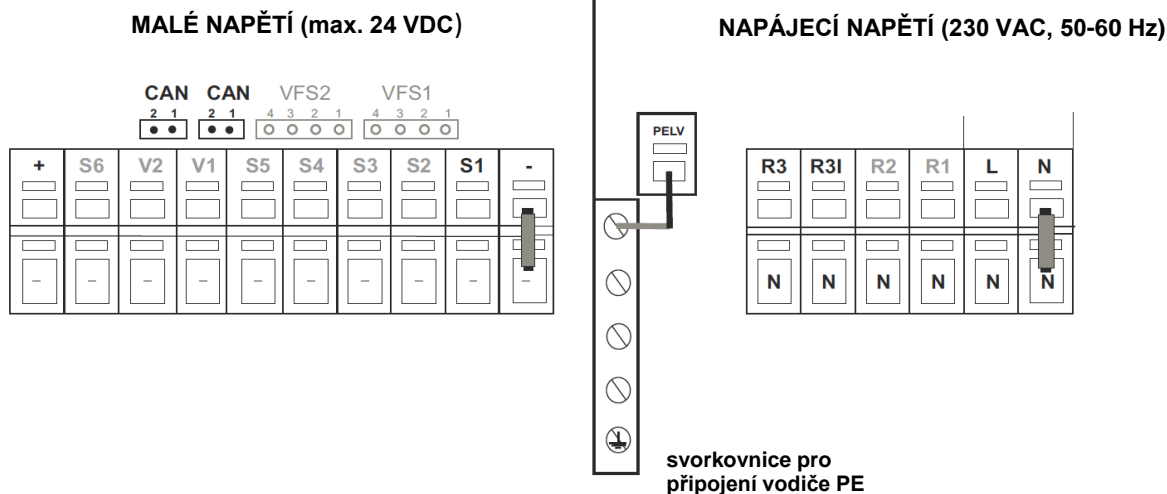 MALÉ NAPĚTÍ (max. 24 VDC)
NAPÁJECÍ NAPĚTÍ (230 VAC, 50-60 Hz)
CAN CAN VFS2 VFS1
2 1 2 1 4 3 2 1 4 3 2 1
PELV
+ S6 V2 V1 S5 S4 S3 S2 S1 -
R3 R3I R2 R1 L N
- - - - - - - - - -
N N N N N N
svorkovnice pro
připojení vodiče PE